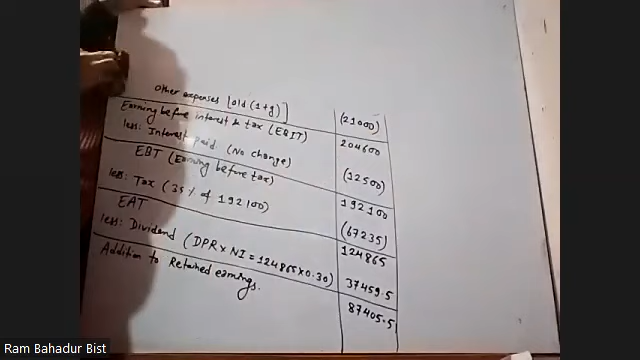 Other expenses [old (1+g)] (21000)
Earning before interest & tax (EBIT) 204600
less: Interest paid (No change) (12500)
EBT (Earning before tax) 192100
less: Tax (35% of 192100) (67235)
EAT 124865
less: Dividend (DPR x NI = 124865 x 0.30) 37459.5
Addition to Retained earnings. 87405.5
Ram Bahadur Bist